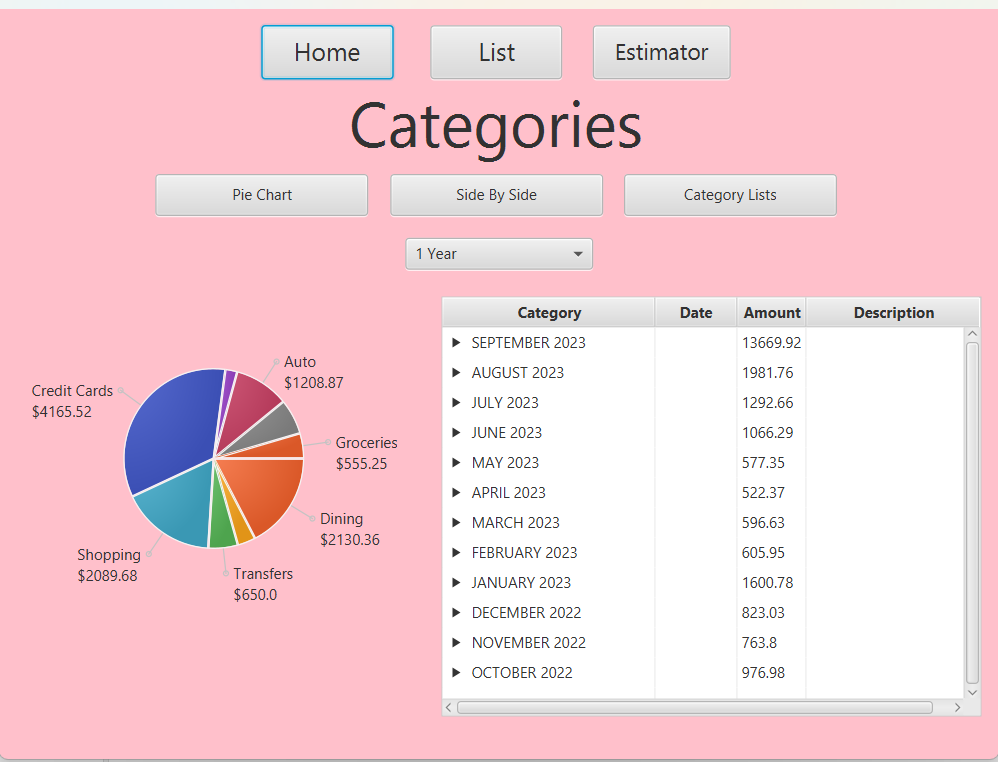 Home List Estimator
Categories
Pie Chart Side By Side Category Lists
1 Year
Auto
$1208.87
Credit Cards
$4165.52
Groceries
$555.25
Dining
$2130.36
Shopping
$2089.68
Transfers
$650.0
Category Date Amount Description
SEPTEMBER 2023 13669.92
AUGUST 2023 1981.76
JULY 2023 1292.66
JUNE 2023 1066.29
MAY 2023 577.35
APRIL 2023 522.37
MARCH 2023 596.63
FEBRUARY 2023 605.95
JANUARY 2023 1600.78
DECEMBER 2022 823.03
NOVEMBER 2022 763.8
OCTOBER 2022 976.98